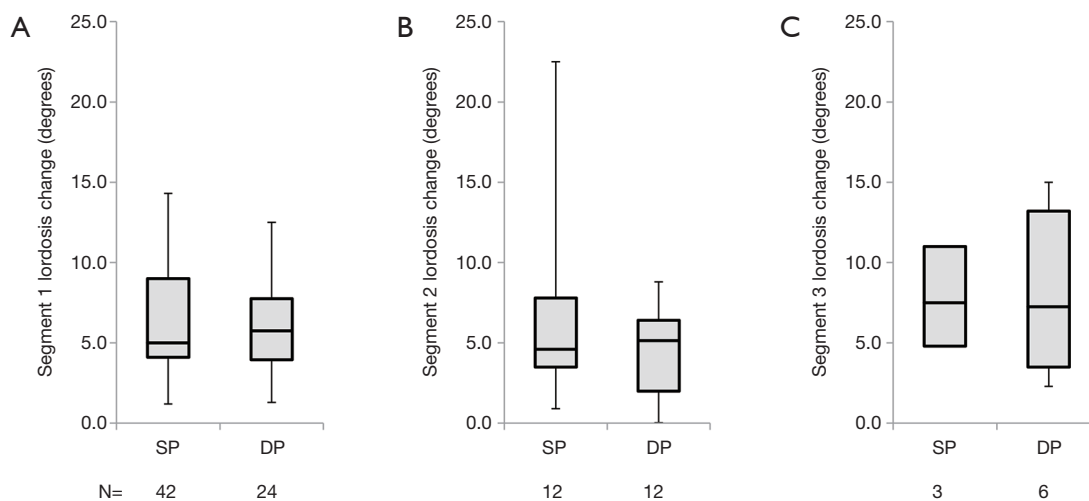 A
Segment 1 lordosis change (degrees)
25.0
20.0
15.0
10.0
5.0
0.0
SP DP
N= 42 24
B
Segment 2 lordosis change (degrees)
25.0
20.0
15.0
10.0
5.0
0.0
SP DP
12 12
C
Segment 3 lordosis change (degrees)
25.0
20.0
15.0
10.0
5.0
0.0
SP DP
3 6